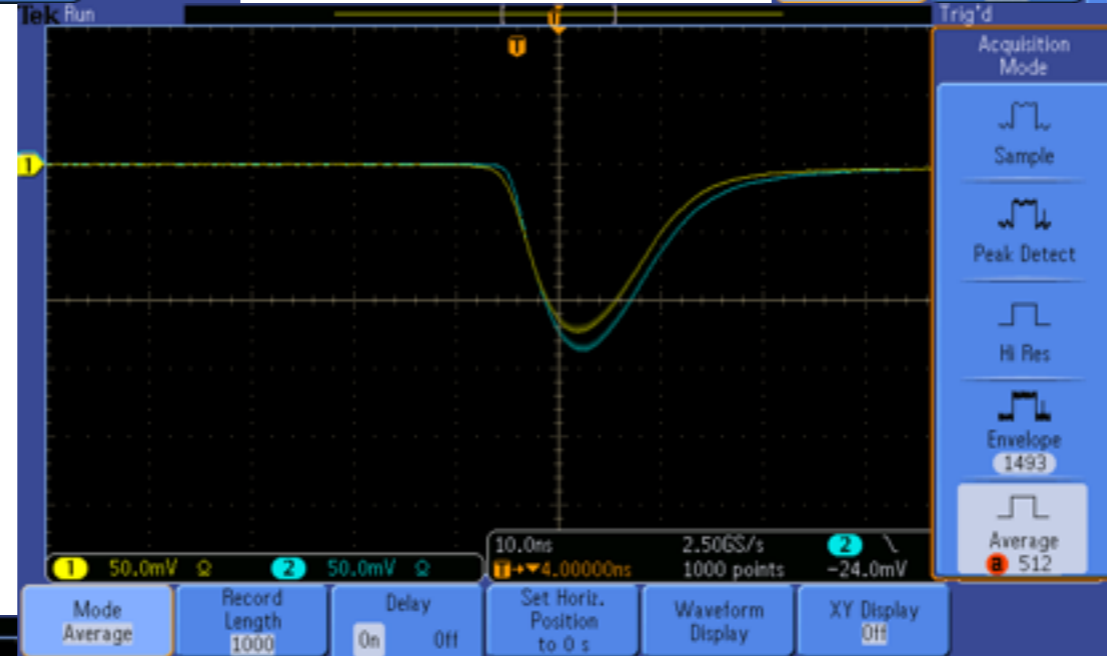 Tek Run
Trig'd
T
T
Acquisition
Mode
Sample
Peak Detect
Hi Res
Envelope
1493
Average
a 512
1
1 50.0mV Ω
2 50.0mV Ω
10.0ns
T→▼4.00000ns
2.50GS/s
1000 points
2 \
-24.0mV
Mode
Average
Record
Length
1000
Delay
On Off
Set Horiz.
Position
to 0 s
Waveform
Display
XY Display
Off